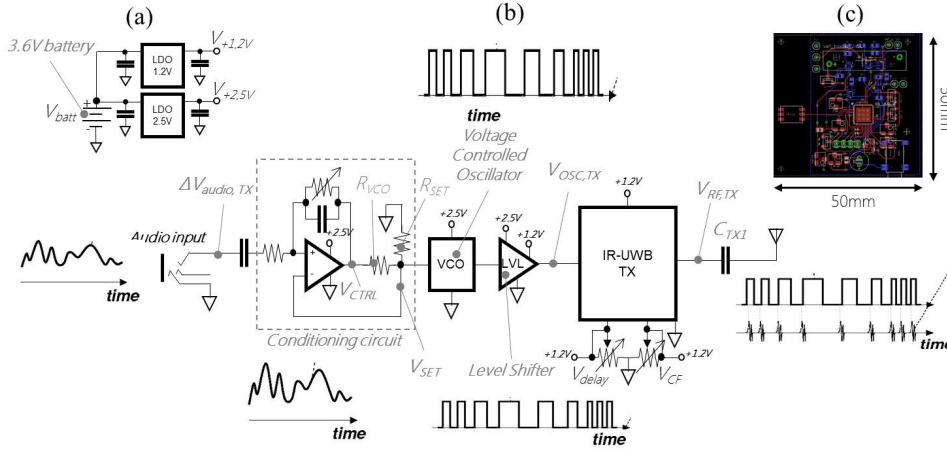 (a)
(b)
(c)
3.6V battery
LDO
1.2V
V+1,2V
LDO
2.5V
V+2,5V
Vbatt
+
-
time
Voltage
Controlled
Oscillator
50mm
50mm
ΔVaudio, TX
RVCO
RSET
VOSC,TX
VRF,TX
CTX1
Audio input
+2.5V
+
-
VCTRL
+2.5V
VCO
+2.5V
+1.2V
LVL
+1.2V
IR-UWB
TX
time
Conditioning circuit
VSET
Level Shifter
+1.2V
Vdelay
VCF
+1.2V
time
time
time